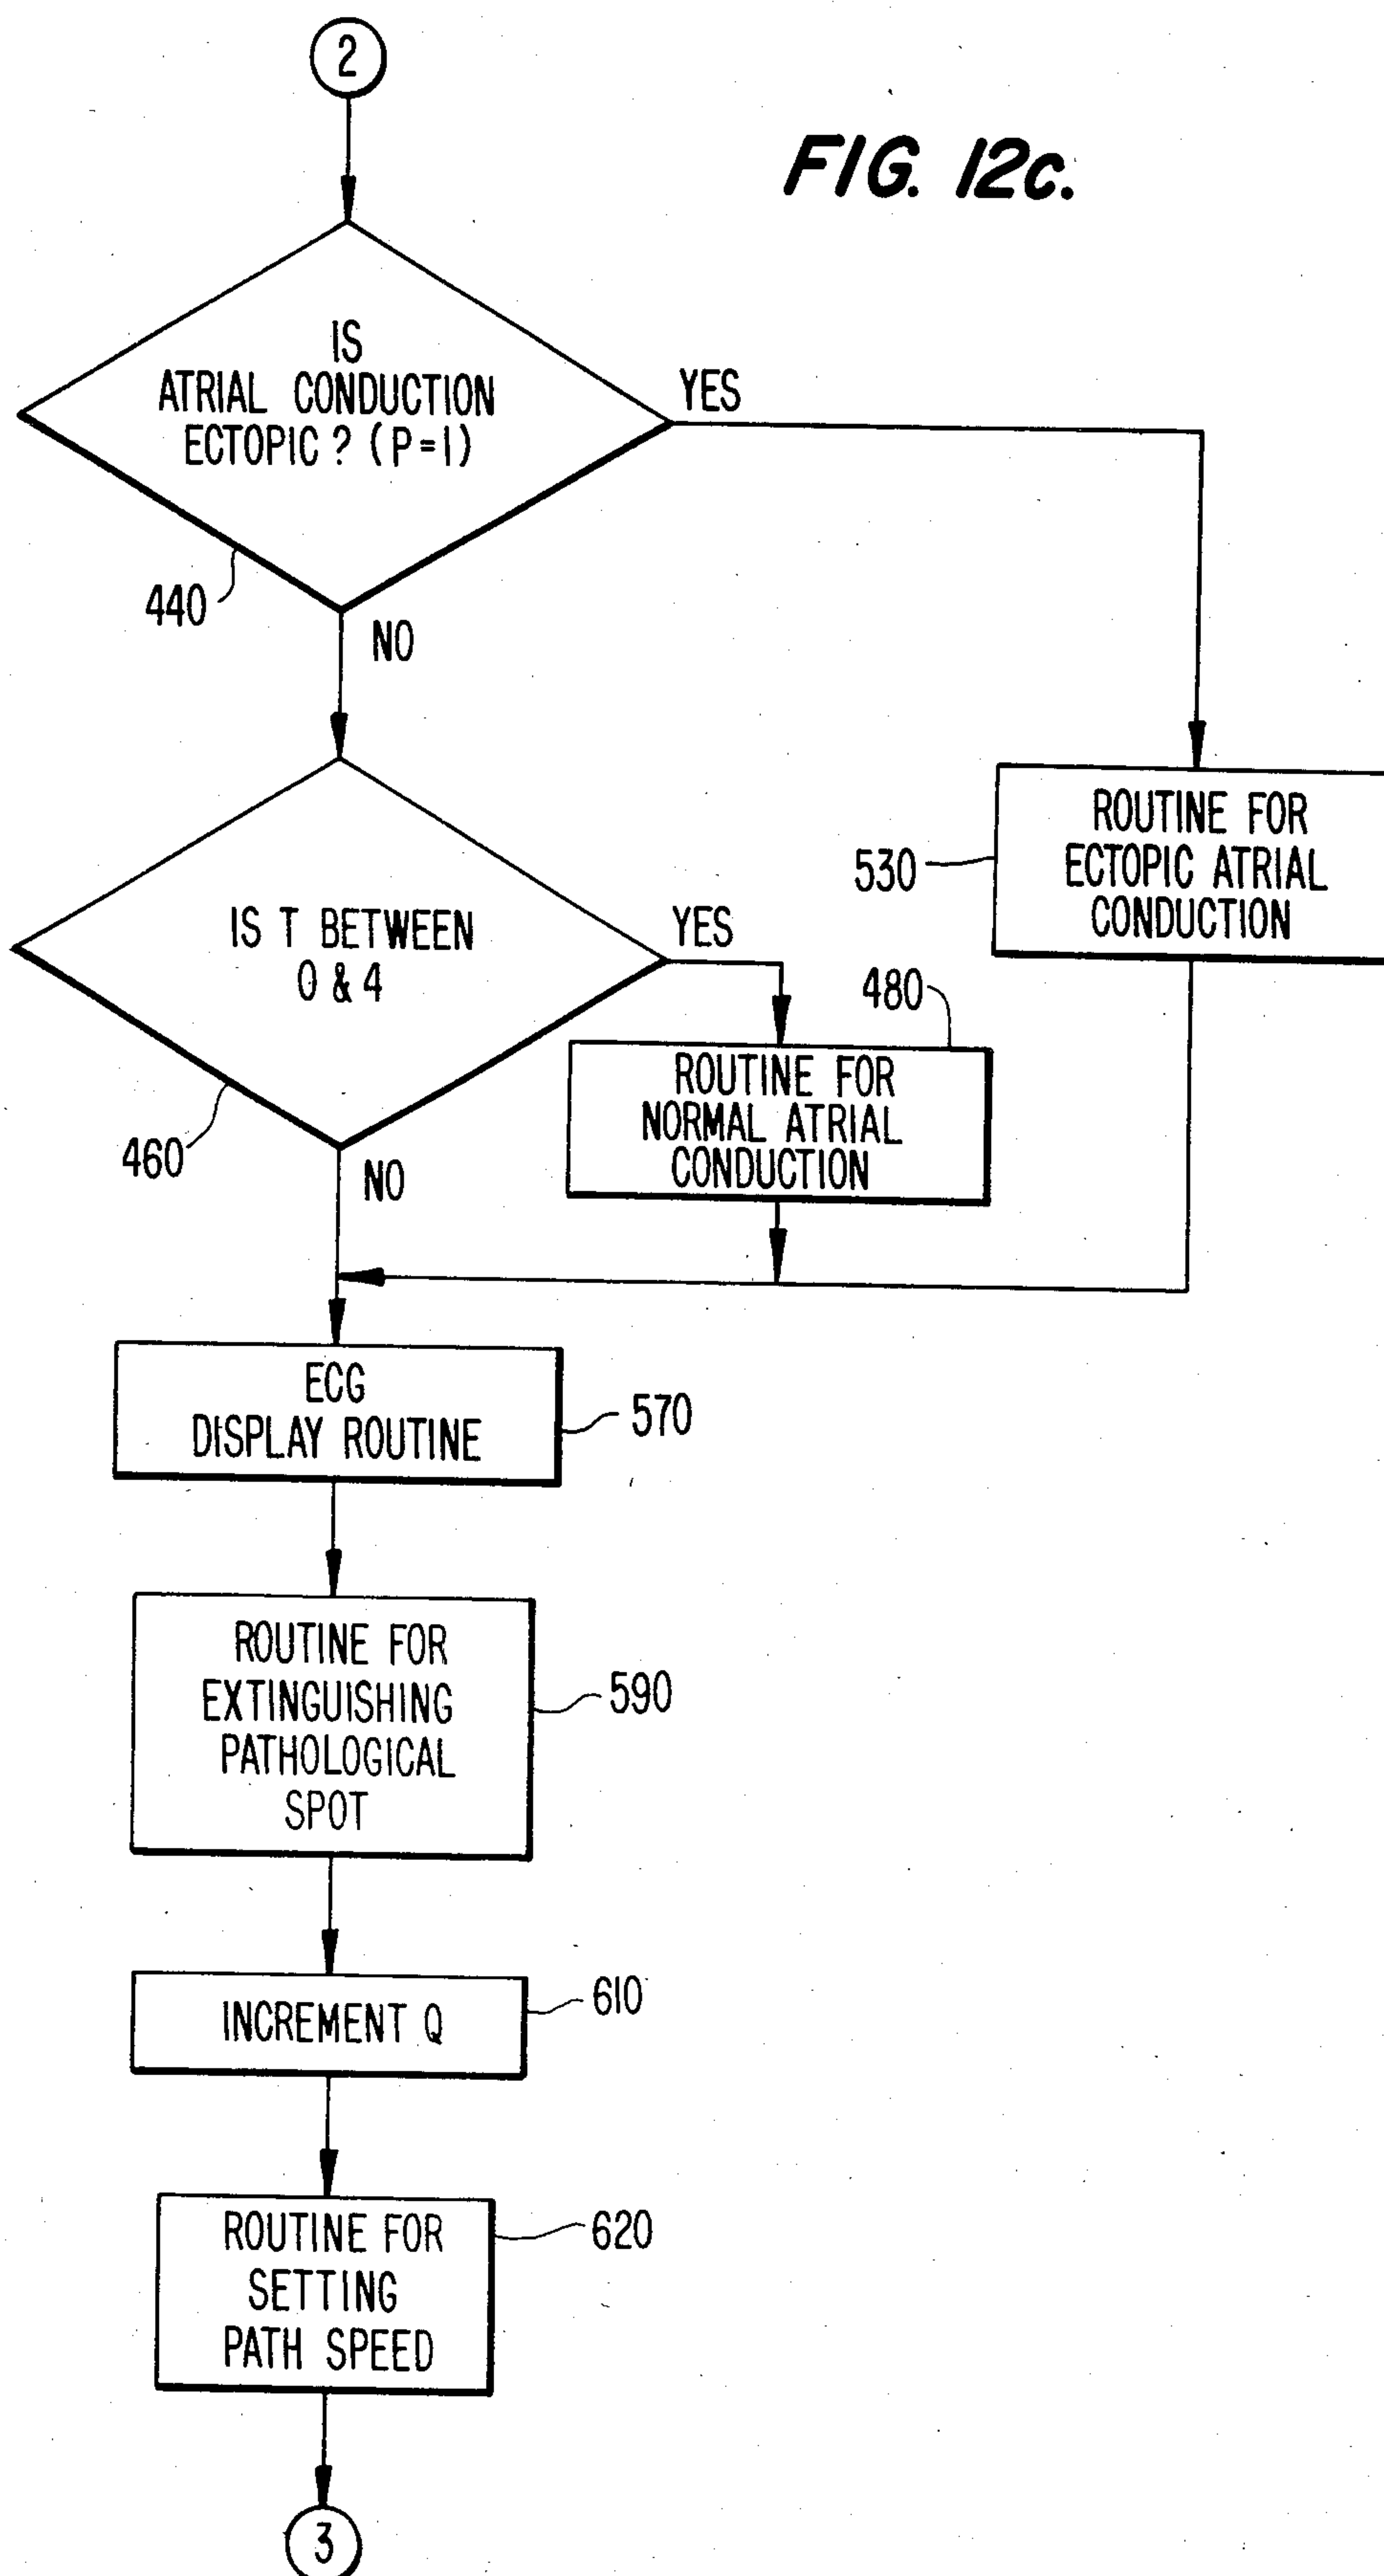 2
FIG. 12c.
IS
ATRIAL CONDUCTION
ECTOPIC? (P=1)
YES
440
NO
ROUTINE FOR
ECTOPIC ATRIAL
CONDUCTION
530
IS T BETWEEN
0 & 4
YES
480
ROUTINE FOR
NORMAL ATRIAL
CONDUCTION
460
NO
ECG
DISPLAY ROUTINE
570
ROUTINE FOR
EXTINGUISHING
PATHOLOGICAL
SPOT
590
INCREMENT Q
610
ROUTINE FOR
SETTING
PATH SPEED
620
3